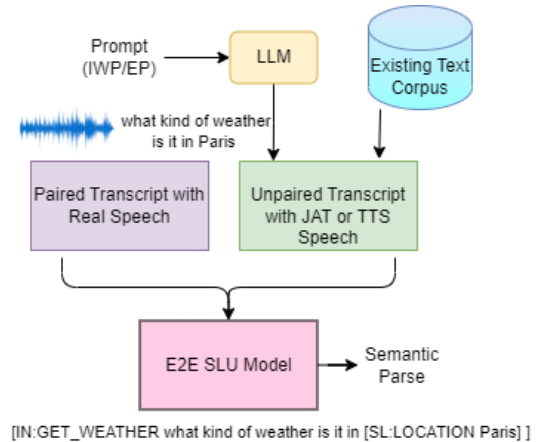 Prompt
(IWP/EP)
LLM
Existing Text
Corpus
what kind of weather
is it in Paris
Paired Transcript with
Real Speech
Unpaired Transcript
with JAT or TTS
Speech
E2E SLU Model
Semantic
Parse
[IN:GET_WEATHER what kind of weather is it in [SL:LOCATION Paris] ]